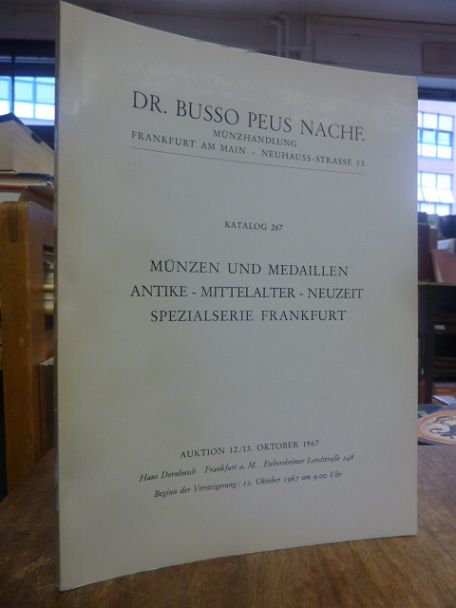 DR. BUSSO PEUS NACHF.
MÜNZHANDLUNG
FRANKFURT AM MAIN - NEUHAUSS-STRASSE 13
KATALOG 267
MÜNZEN UND MEDAILLEN
ANTIKE - MITTELALTER - NEUZEIT
SPEZIALSERIE FRANKFURT
AUKTION 12./13. OKTOBER 1967
Haus Dornbusch Frankfurt a. M. Eschersheimer Landstraße 248
Beginn der Versteigerung: 12. Oktober 1967 um 9.00 Uhr